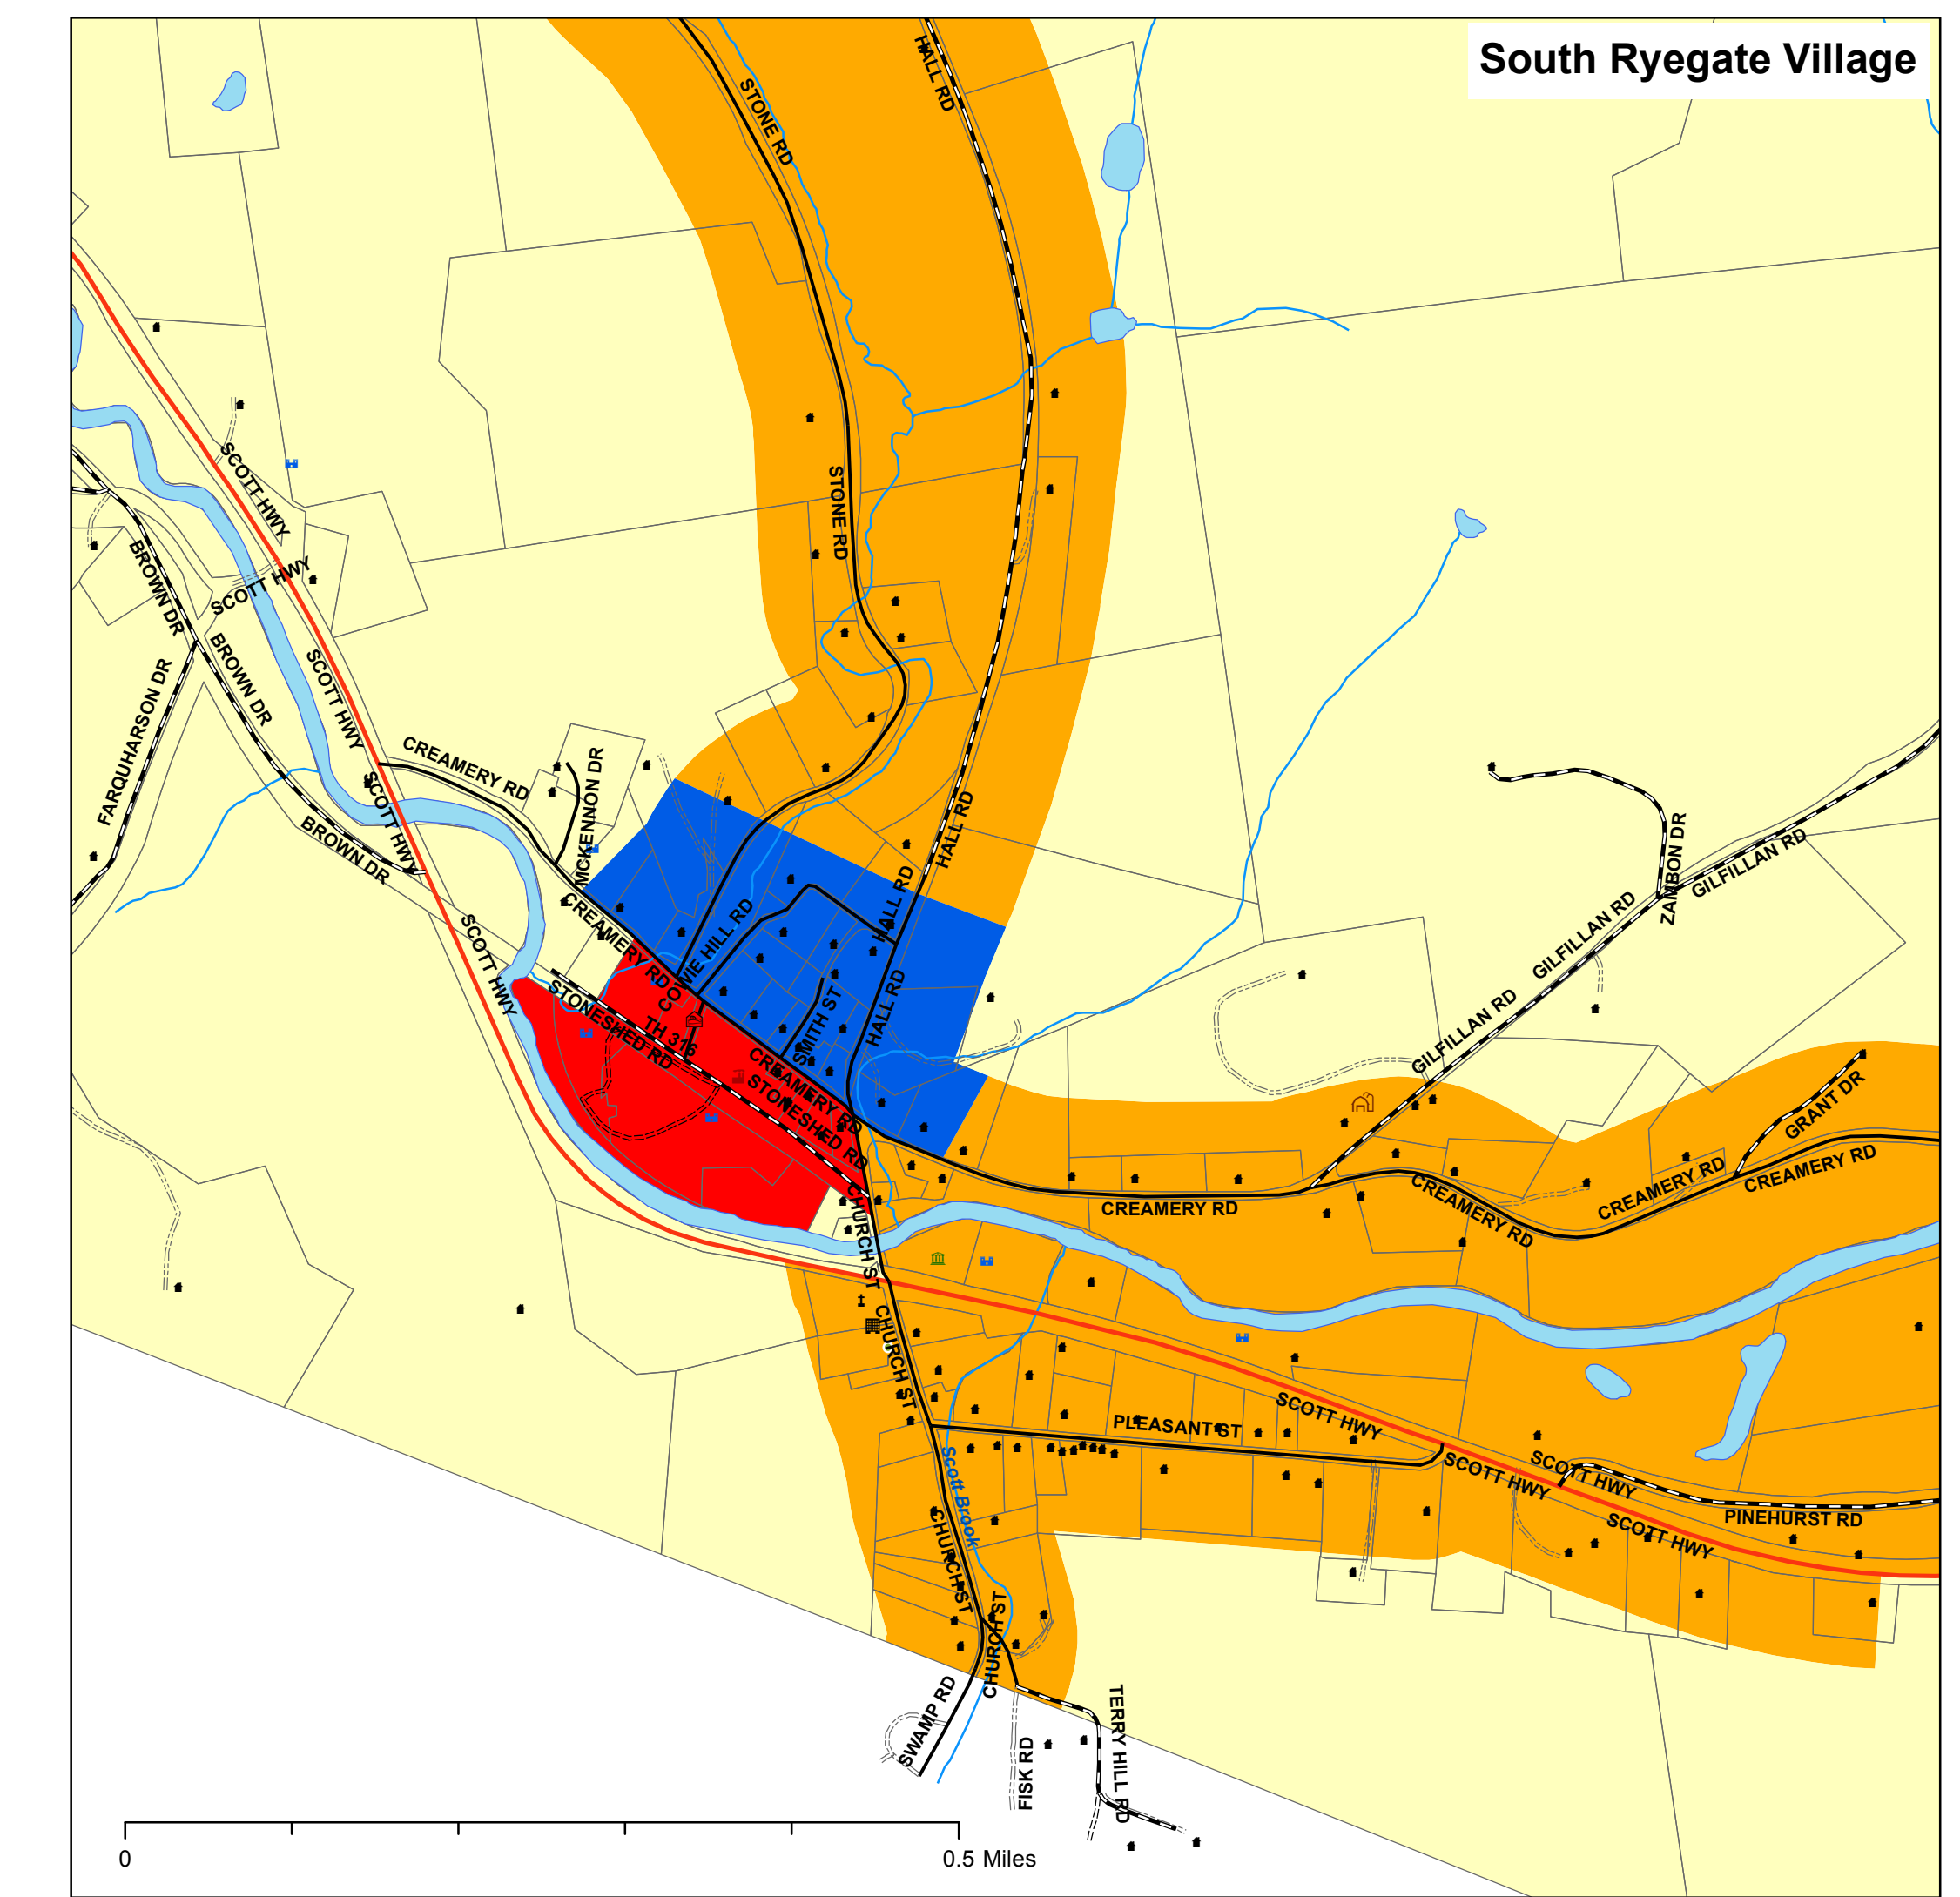 South Ryegate Village
HALL RD
STONE RD
STONE RD
SCOTT HWY
SCOTT HWY
BROWN DR
BROWN DR
SCOTT HWY
FARQUHARSON DR
CREAMERY RD
MCKENNON DR
SCOTT HWY
BROWN DR
HALL RD
ZAMBON DR
GILFILLAN RD
GILFILLAN RD
GILFILLAN RD
HALL RD
CREAMERY RD
COWIE HILL RD
SCOTT HWY
STONESHED RD
TH 316
SMITH ST
HALL RD
CREAMERY RD
STONESHED RD
GRANT DR
CREAMERY RD
CREAMERY RD
CREAMERY RD
CREAMERY RD
CHURCH ST
CHURCH ST
PLEASANT ST
SCOTT HWY
SCOTT HWY
SCOTT HWY
PINEHURST RD
SCOTT HWY
Scott Brook
CHURCH ST
CHURCH ST
SWAMP RD
FISK RD
TERRY HILL RD
0
0.5 Miles